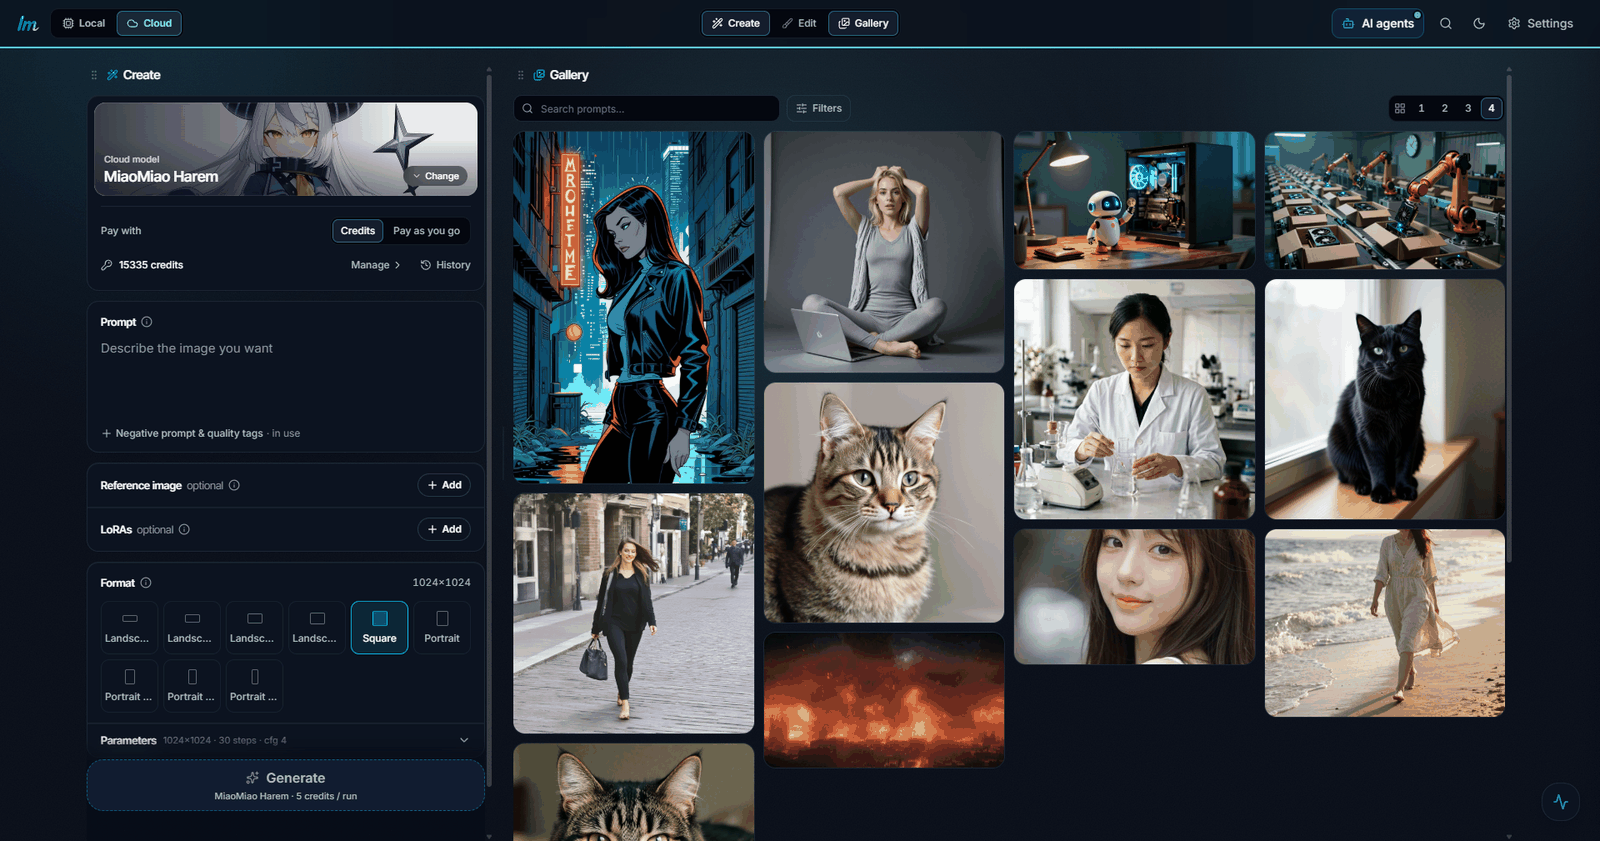 lm
Local
Cloud
Create
Edit
Gallery
AI agents
Settings
Create
Cloud model
MiaoMiao Harem
Change
Pay with
Credits
Pay as you go
15335 credits
Manage
History
Prompt
Describe the image you want
Negative prompt & quality tags · in use
Reference image optional
Add
LoRAs optional
Add
Format
1024×1024
Landsc...
Landsc...
Landsc...
Landsc...
Square
Portrait
Portrait ...
Portrait ...
Portrait ...
Parameters 1024×1024 · 30 steps · cfg 4
Generate
MiaoMiao Harem · 5 credits / run
Gallery
Search prompts...
Filters
1 2 3 4
MROHETME